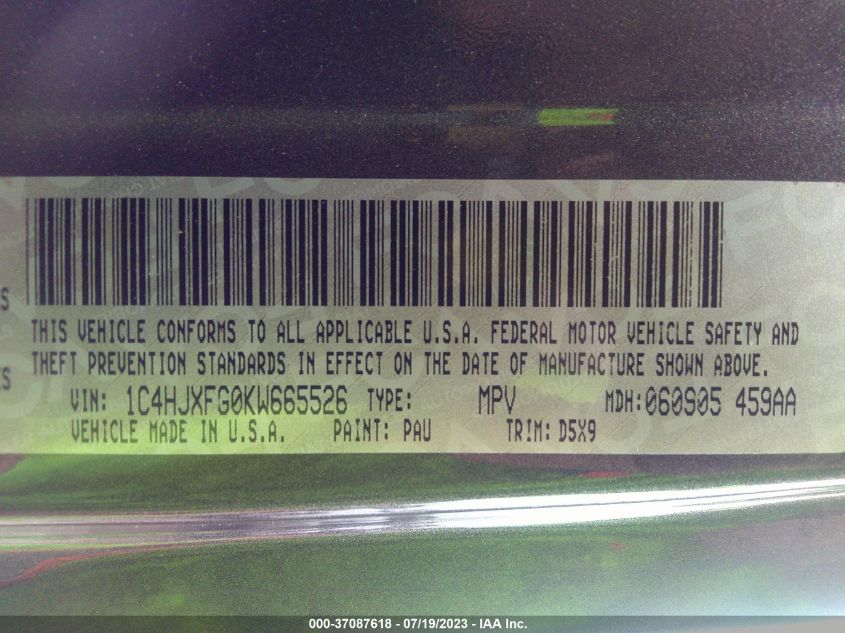 THIS VEHICLE CONFORMS TO ALL APPLICABLE U.S.A. FEDERAL MOTOR VEHICLE SAFETY AND
THEFT PREVENTION STANDARDS IN EFFECT ON THE DATE OF MANUFACTURE SHOWN ABOVE.
VIN: 1C4HJXFG0KW665526 TYPE: MPV MDH:060905 459AA
VEHICLE MADE IN U.S.A. PAINT: PAU TRIM: D5X9
000-37087618 - 07/19/2023 - IAA Inc.